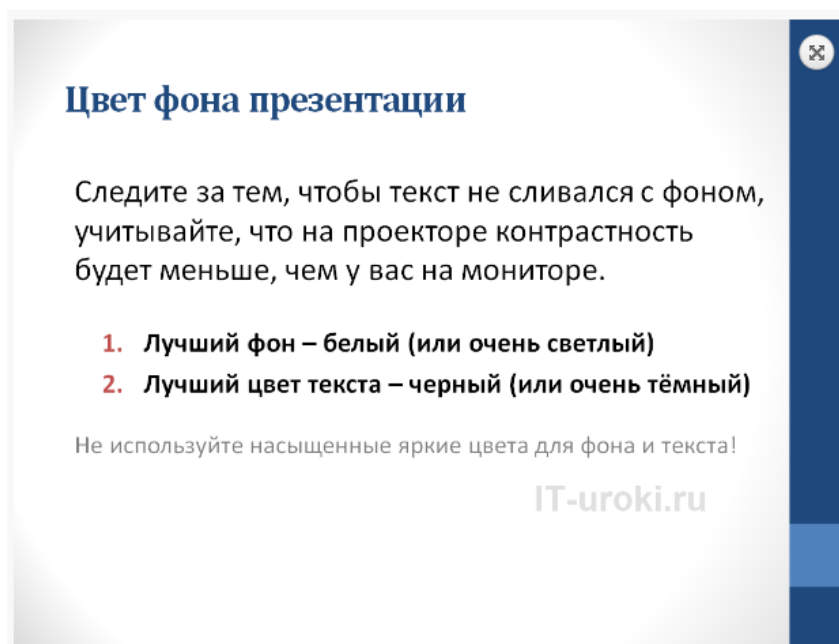 Цвет фона презентации
Следите за тем, чтобы текст не сливался с фоном,
учитывайте, что на проекторе контрастность
будет меньше, чем у вас на мониторе.
1. Лучший фон – белый (или очень светлый)
2. Лучший цвет текста – черный (или очень тёмный)
Не используйте насыщенные яркие цвета для фона и текста!
IT-uroki.ru